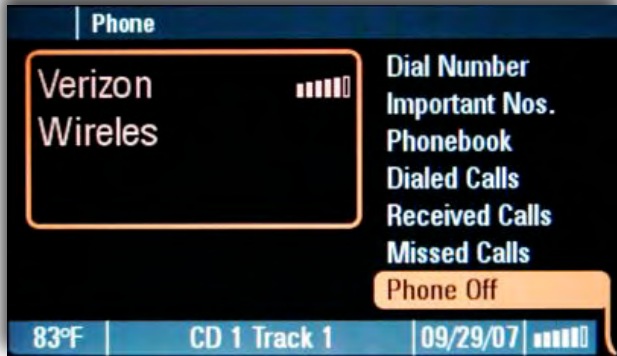 Phone
Verizon
Wireles
Dial Number
Important Nos.
Phonebook
Dialed Calls
Received Calls
Missed Calls
Phone Off
83°F CD 1 Track 1 09/29/07